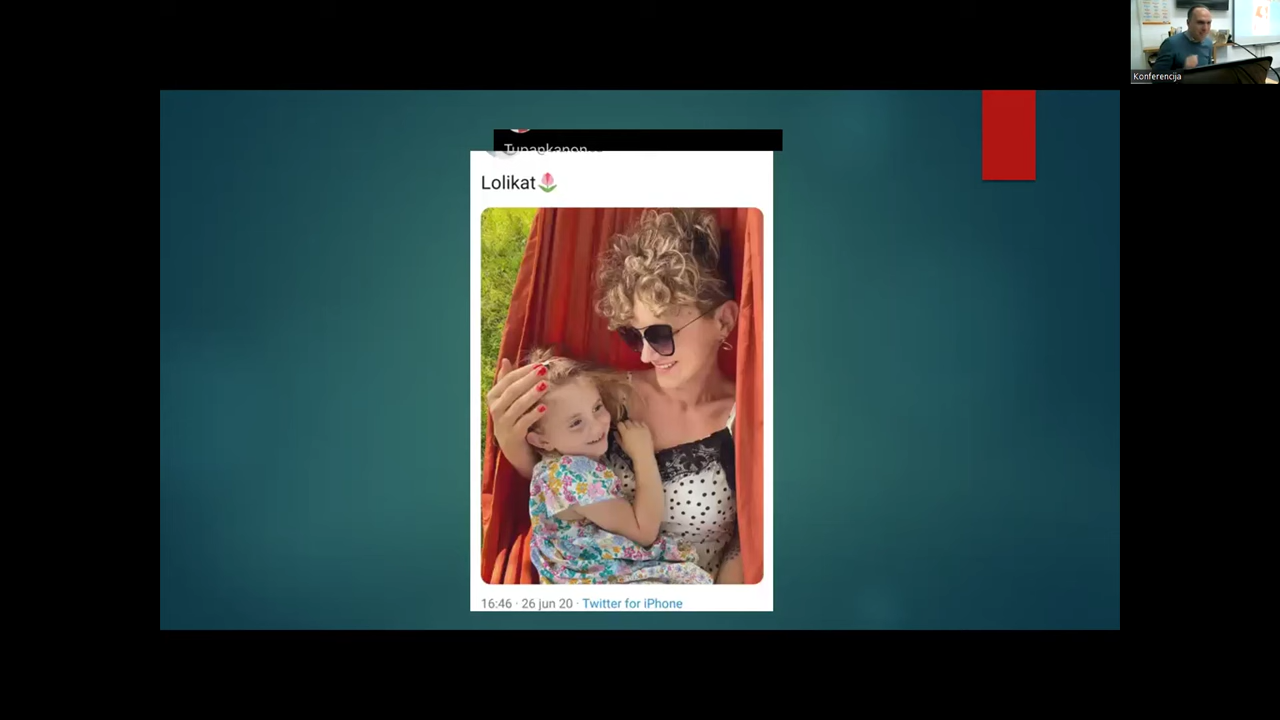 Konferencija
Lolikat🌷
16:46 · 26 jun 20 · Twitter for iPhone